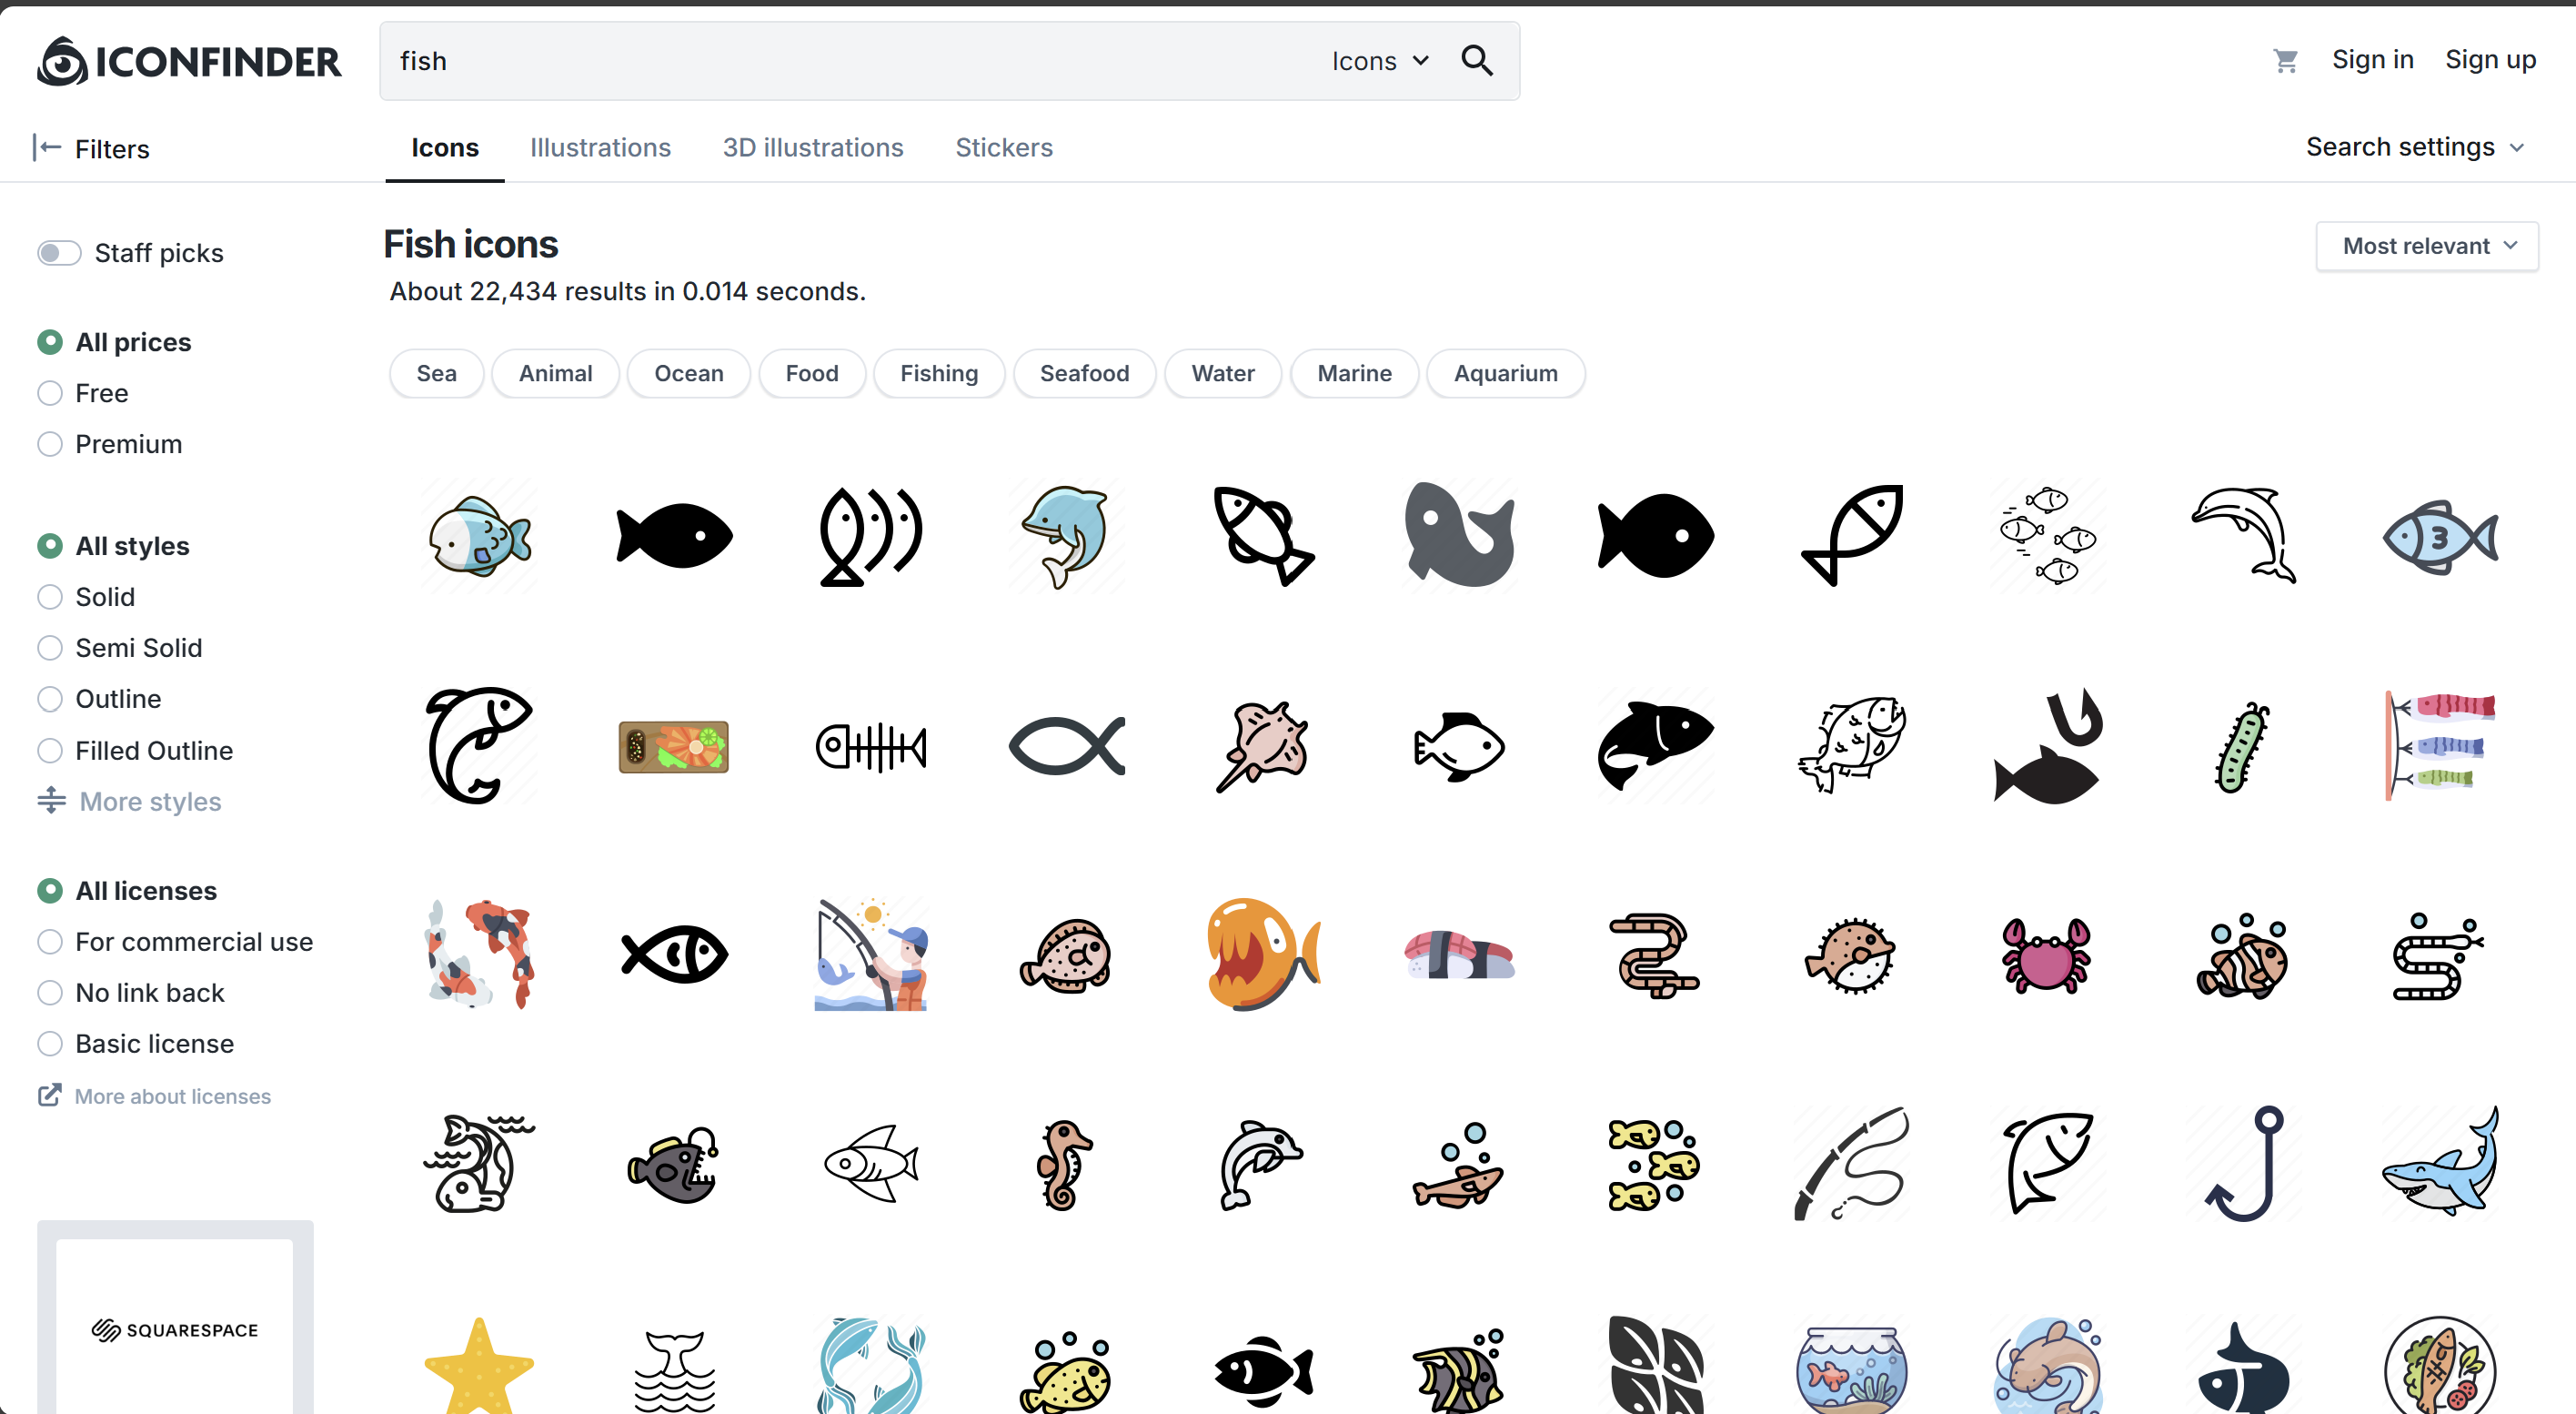 ICONFINDER
fish
Icons
Sign in
Sign up
Filters
Icons
Illustrations
3D illustrations
Stickers
Search settings
Staff picks
All prices
Free
Premium
All styles
Solid
Semi Solid
Outline
Filled Outline
More styles
All licenses
For commercial use
No link back
Basic license
More about licenses
SQUARESPACE
Fish icons
Most relevant
About 22,434 results in 0.014 seconds.
Sea
Animal
Ocean
Food
Fishing
Seafood
Water
Marine
Aquarium
3